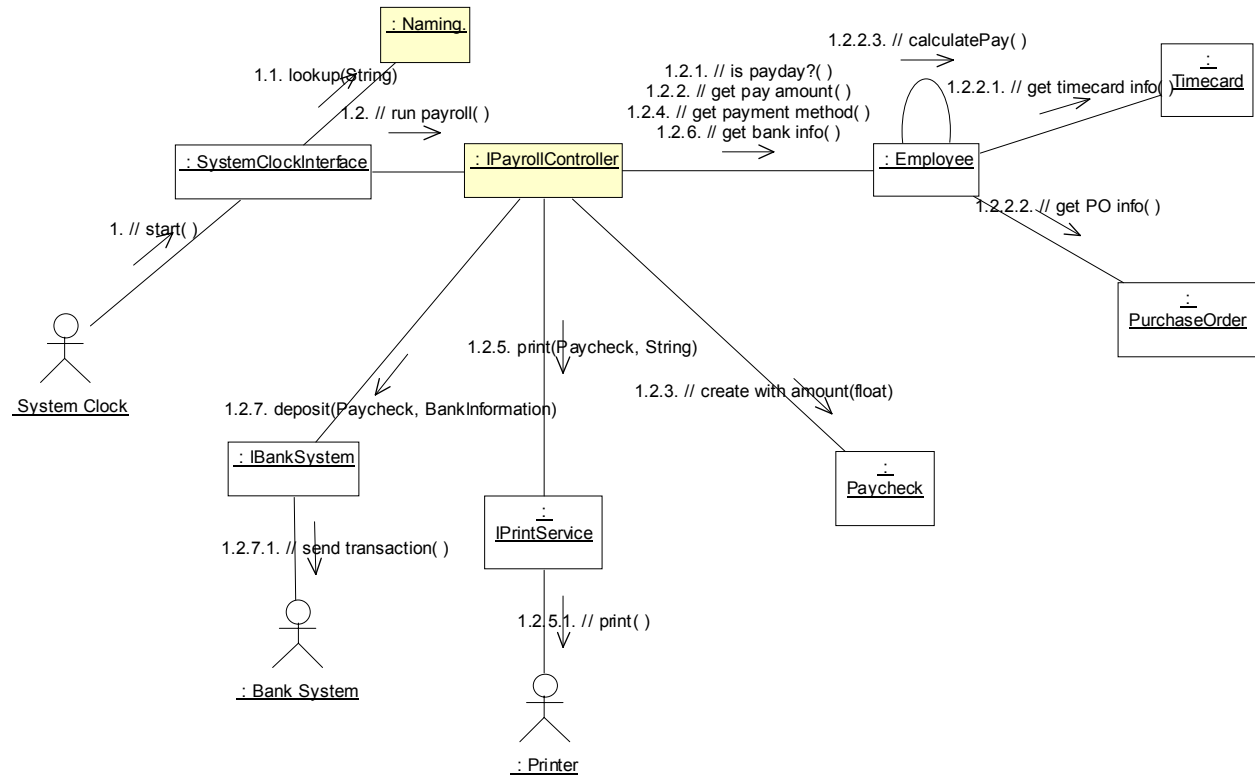 : Naming.
1.1. lookup(String)
1.2. // run payroll( )
1.2.2.3. // calculatePay( )
1.2.1. // is payday?( )
1.2.2. // get pay amount( )
1.2.4. // get payment method( )
1.2.6. // get bank info( )
:
Timecard
1.2.2.1. // get timecard info( )
: SystemClockInterface
: IPayrollController
: Employee
1.2.2.2. // get PO info( )
1. // start( )
:
PurchaseOrder
System Clock
1.2.5. print(Paycheck, String)
1.2.3. // create with amount(float)
1.2.7. deposit(Paycheck, BankInformation)
: IBankSystem
:
Paycheck
:
IPrintService
1.2.7.1. // send transaction( )
1.2.5.1. // print( )
: Bank System
: Printer